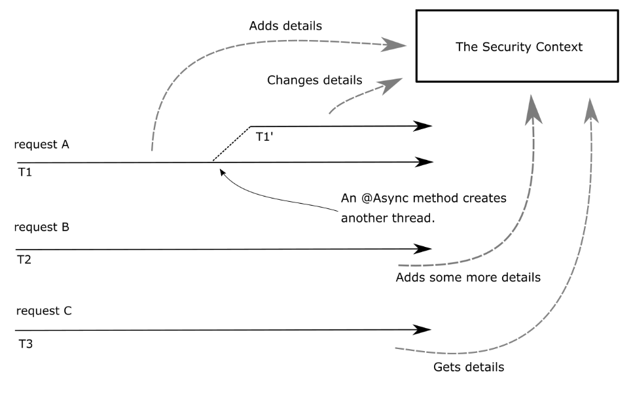 Adds details
The Security Context
Changes details
T1'
request A
T1
An @Async method creates
another thread.
request B
T2
Adds some more details
request C
T3
Gets details